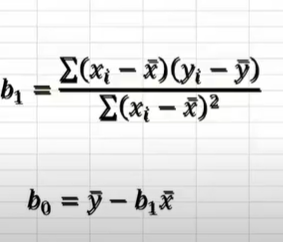 b₁ = ∑(xᵢ − x̄)(yᵢ − ȳ) / ∑(xᵢ − x̄)²
b₀ = ȳ − b₁x̄